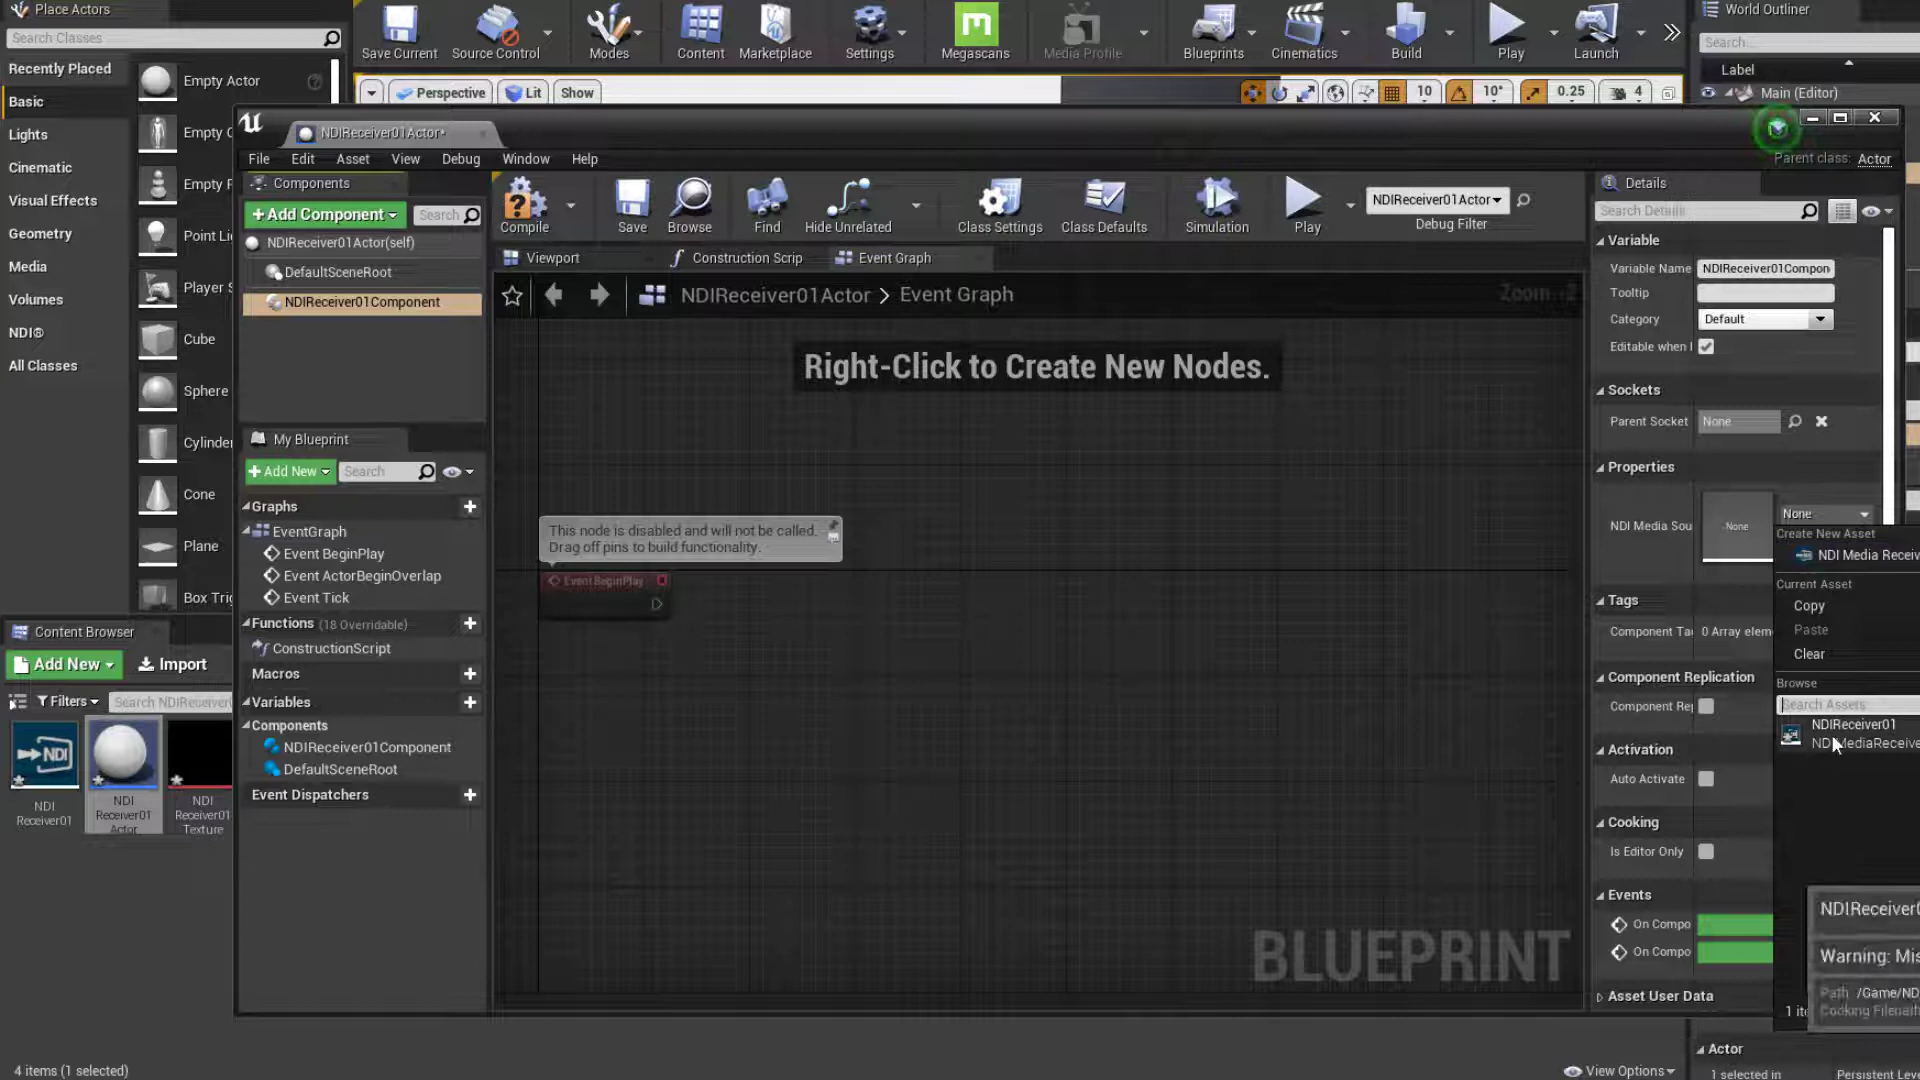 Place Actors
Search Classes
Recently Placed
Basic
Lights
Cinematic
Visual Effects
Geometry
Media
Volumes
NDI®
All Classes
Empty Actor
Empty C
Empty P
Point Li
Player S
Cube
Sphere
Cylinder
Cone
Plane
Box Trig
Save Current
Source Control
Modes
Content
Marketplace
Settings
Megascans
Media Profile
Blueprints
Cinematics
Build
Play
Launch
Perspective
Lit
Show
10
10°
0.25
4
World Outliner
Search...
Label
Main (Editor)
NDIReceiver01Actor*
File
Edit
Asset
View
Debug
Window
Help
Parent class: Actor
Components
+Add Component
Search
NDIReceiver01Actor(self)
DefaultSceneRoot
NDIReceiver01Component
Compile
Save
Browse
Find
Hide Unrelated
Class Settings
Class Defaults
Simulation
Play
NDIReceiver01Actor
Debug Filter
Viewport
Construction Scrip
Event Graph
NDIReceiver01Actor > Event Graph
Right-Click to Create New Nodes.
This node is disabled and will not be called.
Drag off pins to build functionality.
Event BeginPlay
BLUEPRINT
My Blueprint
+Add New
Search
Graphs
EventGraph
Event BeginPlay
Event ActorBeginOverlap
Event Tick
Functions (18 Overridable)
ConstructionScript
Macros
Variables
Components
NDIReceiver01Component
DefaultSceneRoot
Event Dispatchers
Details
Search Details
Variable
Variable Name
NDIReceiver01Compon
Tooltip
Category
Default
Editable when I
Sockets
Parent Socket
None
Properties
NDI Media Sou
None
None
Create New Asset
NDI Media Receiv
Current Asset
Copy
Paste
Clear
Browse
Search Assets
NDIReceiver01
NDIMediaReceive
Tags
Component Ta
0 Array elem
Component Replication
Component Rep
Activation
Auto Activate
Cooking
Is Editor Only
Events
On Compo
On Compo
Asset User Data
NDIReceiver0
Warning: Mis
Path /Game/ND
Cooking Filepath
1 ite
Content Browser
Add New
Import
Filters
Search NDIReceiver
NDI
Receiver01
NDI
Receiver01
Actor
NDI
Receiver01
Texture
4 items (1 selected)
View Options
Actor
1 selected in
Persistent Leve